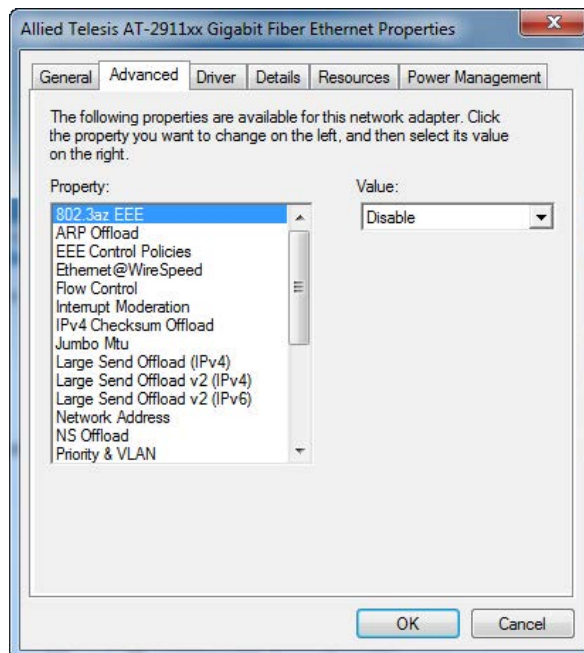 Allied Telesis AT-2911xx Gigabit Fiber Ethernet Properties
General Advanced Driver Details Resources Power Management
The following properties are available for this network adapter. Click
the property you want to change on the left, and then select its value
on the right.
Property:
802.3az EEE
ARP Offload
EEE Control Policies
Ethernet@WireSpeed
Flow Control
Interrupt Moderation
IPv4 Checksum Offload
Jumbo Mtu
Large Send Offload (IPv4)
Large Send Offload v2 (IPv4)
Large Send Offload v2 (IPv6)
Network Address
NS Offload
Priority & VLAN
Value:
Disable
OK Cancel